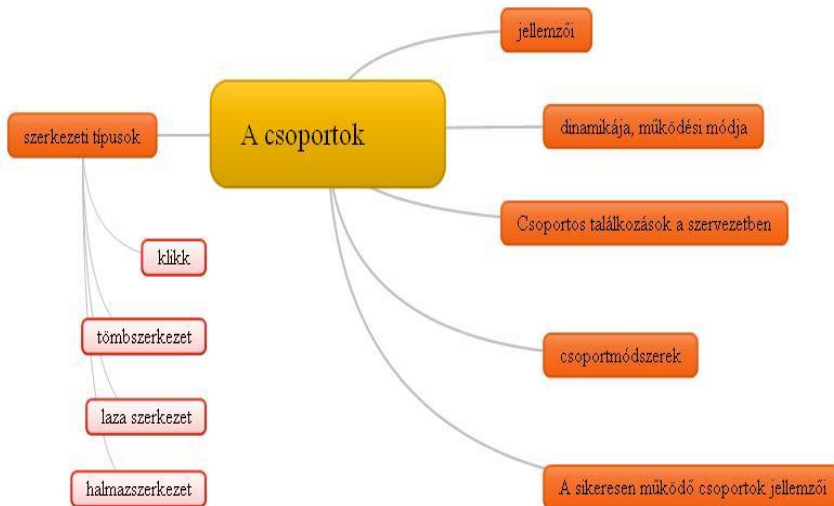 A csoportok
jellemzői
dinamikája, működési módja
Csoportos találkozások a szervezetben
csoportmódszerek
A sikeresen működő csoportok jellemzői
szerkezeti típusok
klikk
tömbszerkezet
laza szerkezet
halmazszerkezet